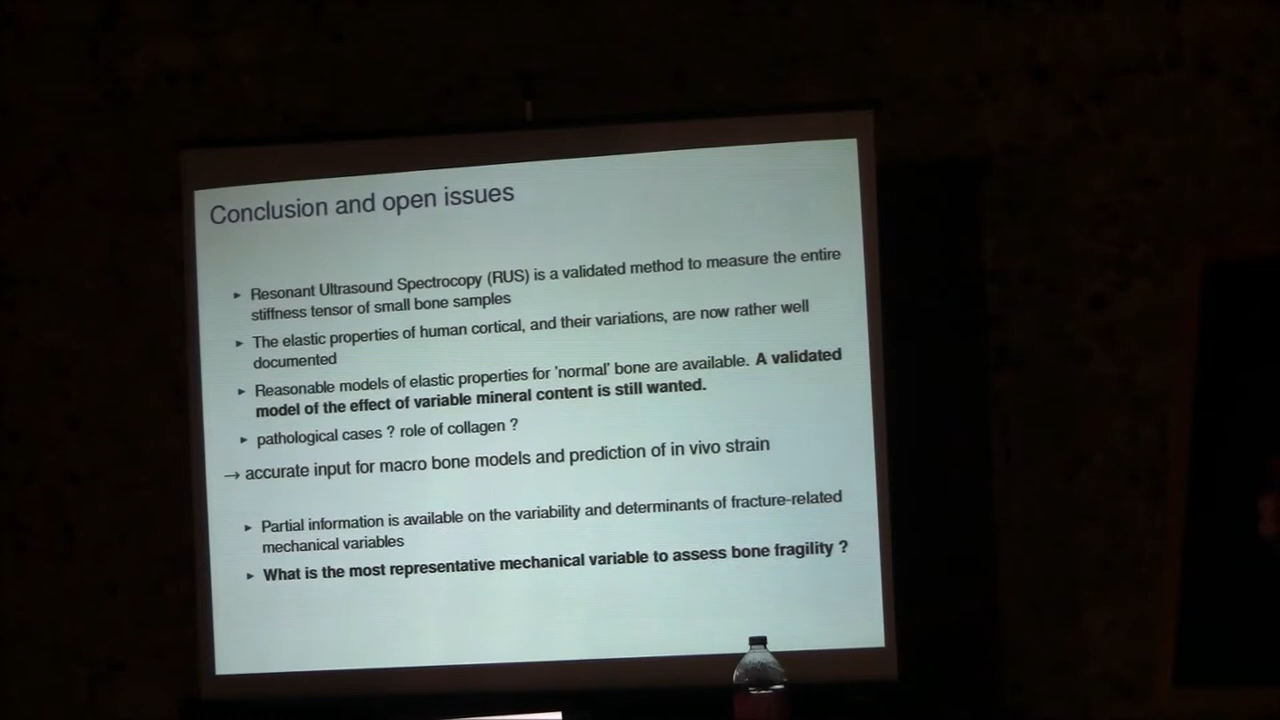 Conclusion and open issues
▸ Resonant Ultrasound Spectrocopy (RUS) is a validated method to measure the entire
stiffness tensor of small bone samples
▸ The elastic properties of human cortical, and their variations, are now rather well
documented
▸ Reasonable models of elastic properties for 'normal' bone are available. A validated
model of the effect of variable mineral content is still wanted.
▸ pathological cases ? role of collagen ?
→ accurate input for macro bone models and prediction of in vivo strain
▸ Partial information is available on the variability and determinants of fracture-related
mechanical variables
▸ What is the most representative mechanical variable to assess bone fragility ?